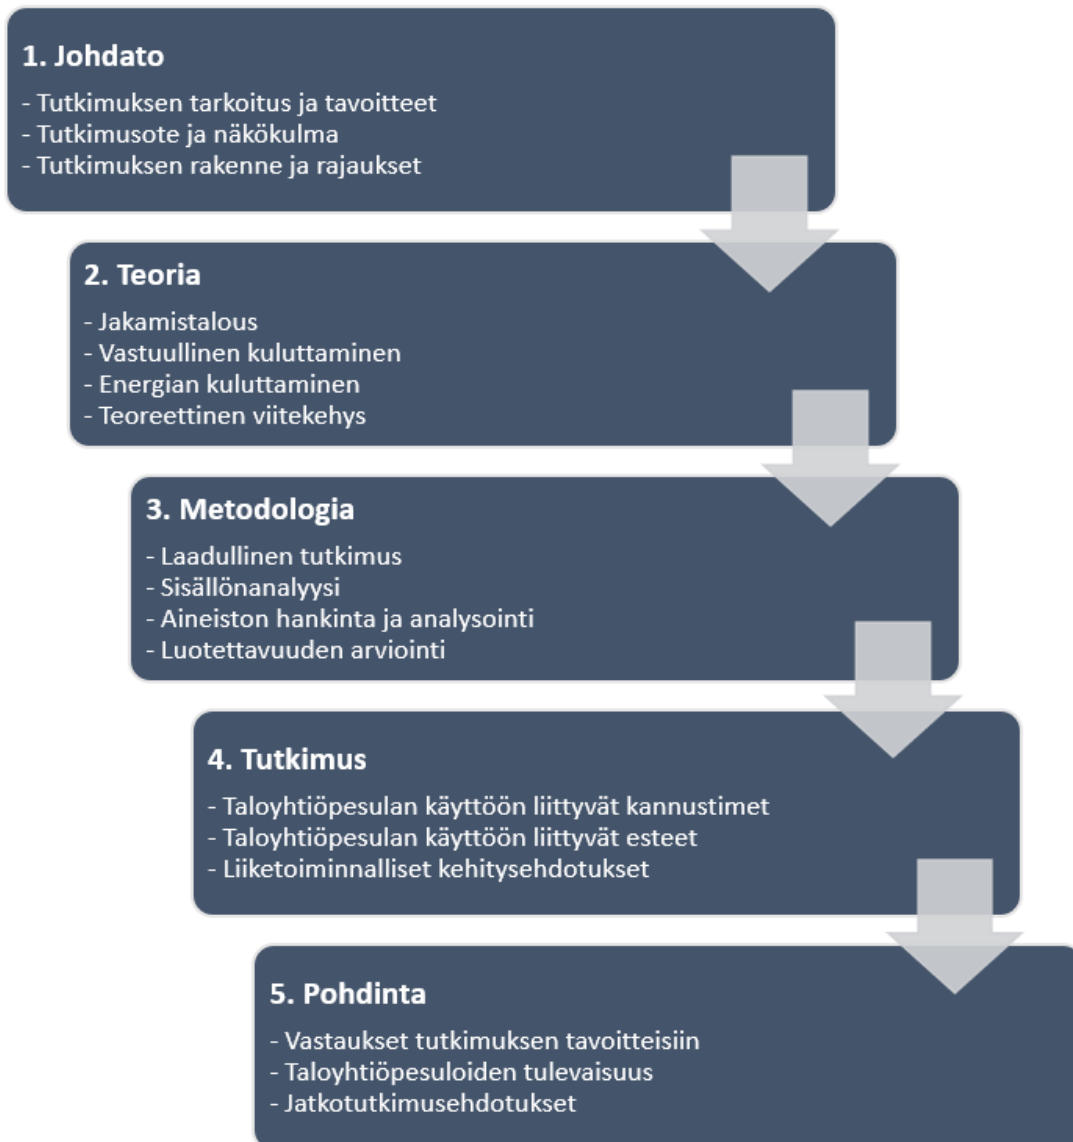 1. Johdato
- Tutkimuksen tarkoitus ja tavoitteet
- Tutkimusote ja näkökulma
- Tutkimuksen rakenne ja rajaukset
2. Teoria
- Jakamistalous
- Vastuullinen kuluttaminen
- Energian kuluttaminen
- Teoreettinen viitekehys
3. Metodologia
- Laadullinen tutkimus
- Sisällönanalyysi
- Aineiston hankinta ja analysointi
- Luotettavuuden arviointi
4. Tutkimus
- Taloyhtiöpesulan käyttöön liittyvät kannustimet
- Taloyhtiöpesulan käyttöön liittyvät esteet
- Liiketoiminnalliset kehitysehdotukset
5. Pohdinta
- Vastaukset tutkimuksen tavoitteisiin
- Taloyhtiöpesuloiden tulevaisuus
- Jatkotutkimusehdotukset